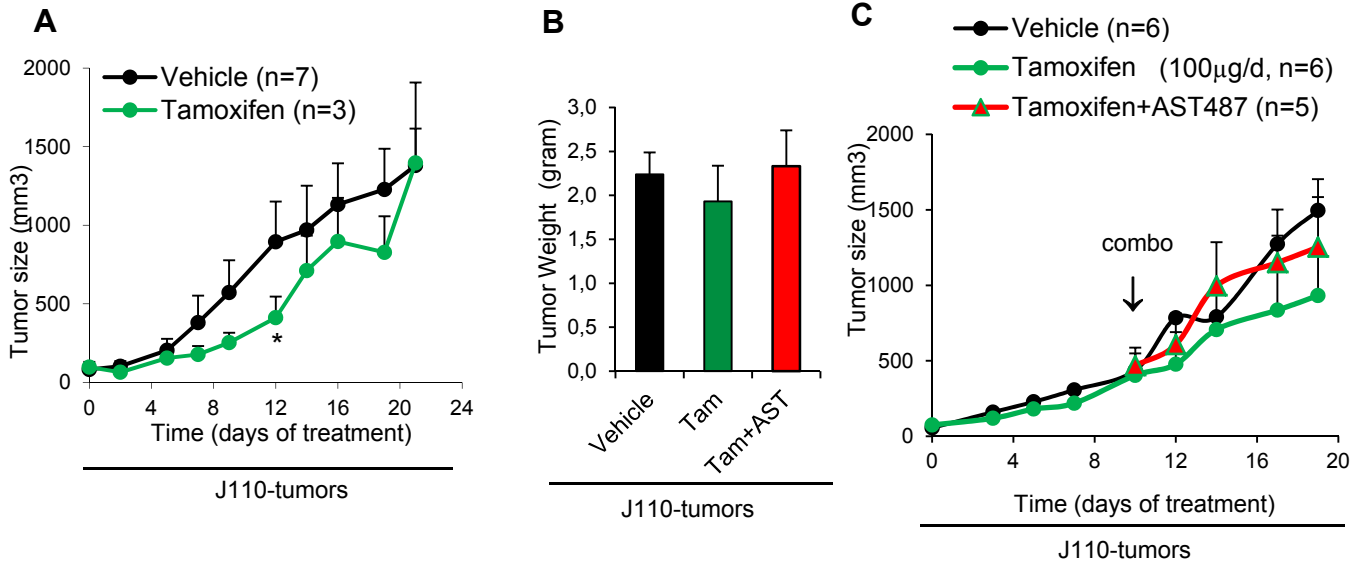 A
Vehicle (n=7)
Tamoxifen (n=3)
Tumor size (mm3)
2000
1500
1000
500
0
*
0 4 8 12 16 20 24
Time (days of treatment)
J110-tumors
B
Tumor Weight (gram)
3,0
2,5
2,0
1,5
1,0
0,5
0,0
Vehicle
Tam
Tam+AST
J110-tumors
C
Vehicle (n=6)
Tamoxifen (100μg/d, n=6)
Tamoxifen+AST487 (n=5)
Tumor size (mm3)
2000
1500
1000
500
0
combo
0 4 8 12 16 20
Time (days of treatment)
J110-tumors